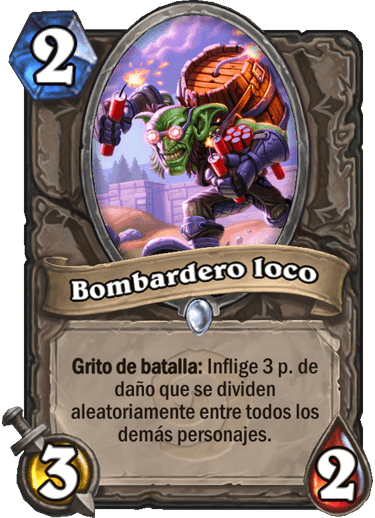 2
Bombardero loco
Grito de batalla: Inflige 3 p. de
daño que se dividen
aleatoriamente entre todos los
demás personajes.
3
2